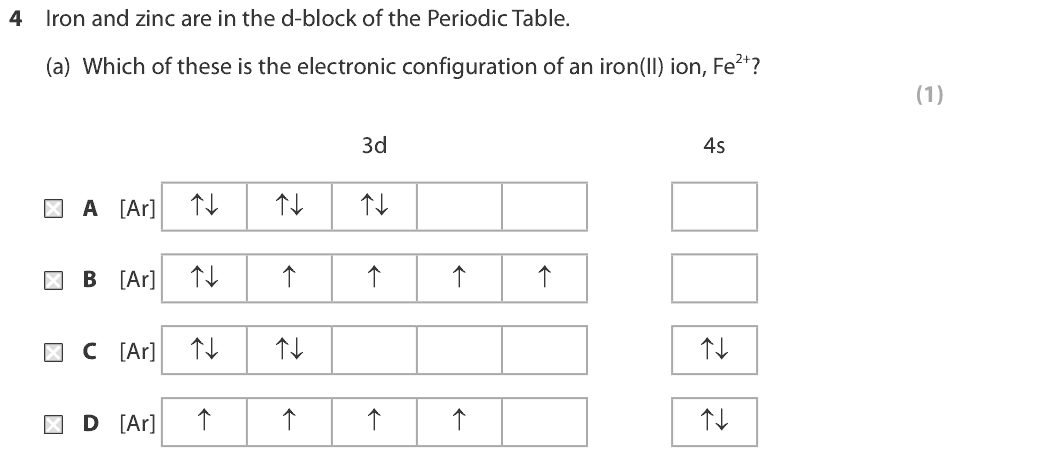 4 Iron and zinc are in the d-block of the Periodic Table.
(a) Which of these is the electronic configuration of an iron(II) ion, Fe²⁺?
(1)
3d 4s
A [Ar] ↑↓ ↑↓ ↑↓
B [Ar] ↑↓ ↑ ↑ ↑ ↑
C [Ar] ↑↓ ↑↓ ↑↓
D [Ar] ↑ ↑ ↑ ↑ ↑↓